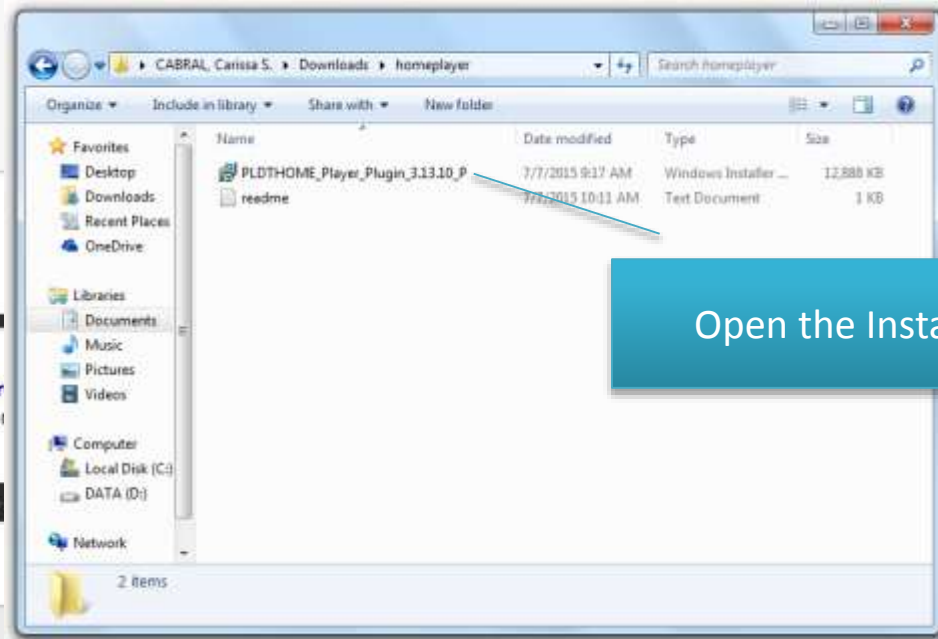 CABRAL, Carissa S. ▸ Downloads ▸ homeplayer
Search homeplayer
Organize
Include in library
Share with
New folder
Name
Date modified
Type
Size
PLDTHOME_Player_Plugin_3.13.10_P
7/7/2015 9:17 AM
Windows Installer ...
12,888 KB
readme
7/7/2015 10:11 AM
Text Document
1 KB
Favorites
Desktop
Downloads
Recent Places
OneDrive
Libraries
Documents
Music
Pictures
Videos
Computer
Local Disk (C:)
DATA (D:)
Network
2 items
Open the Insta